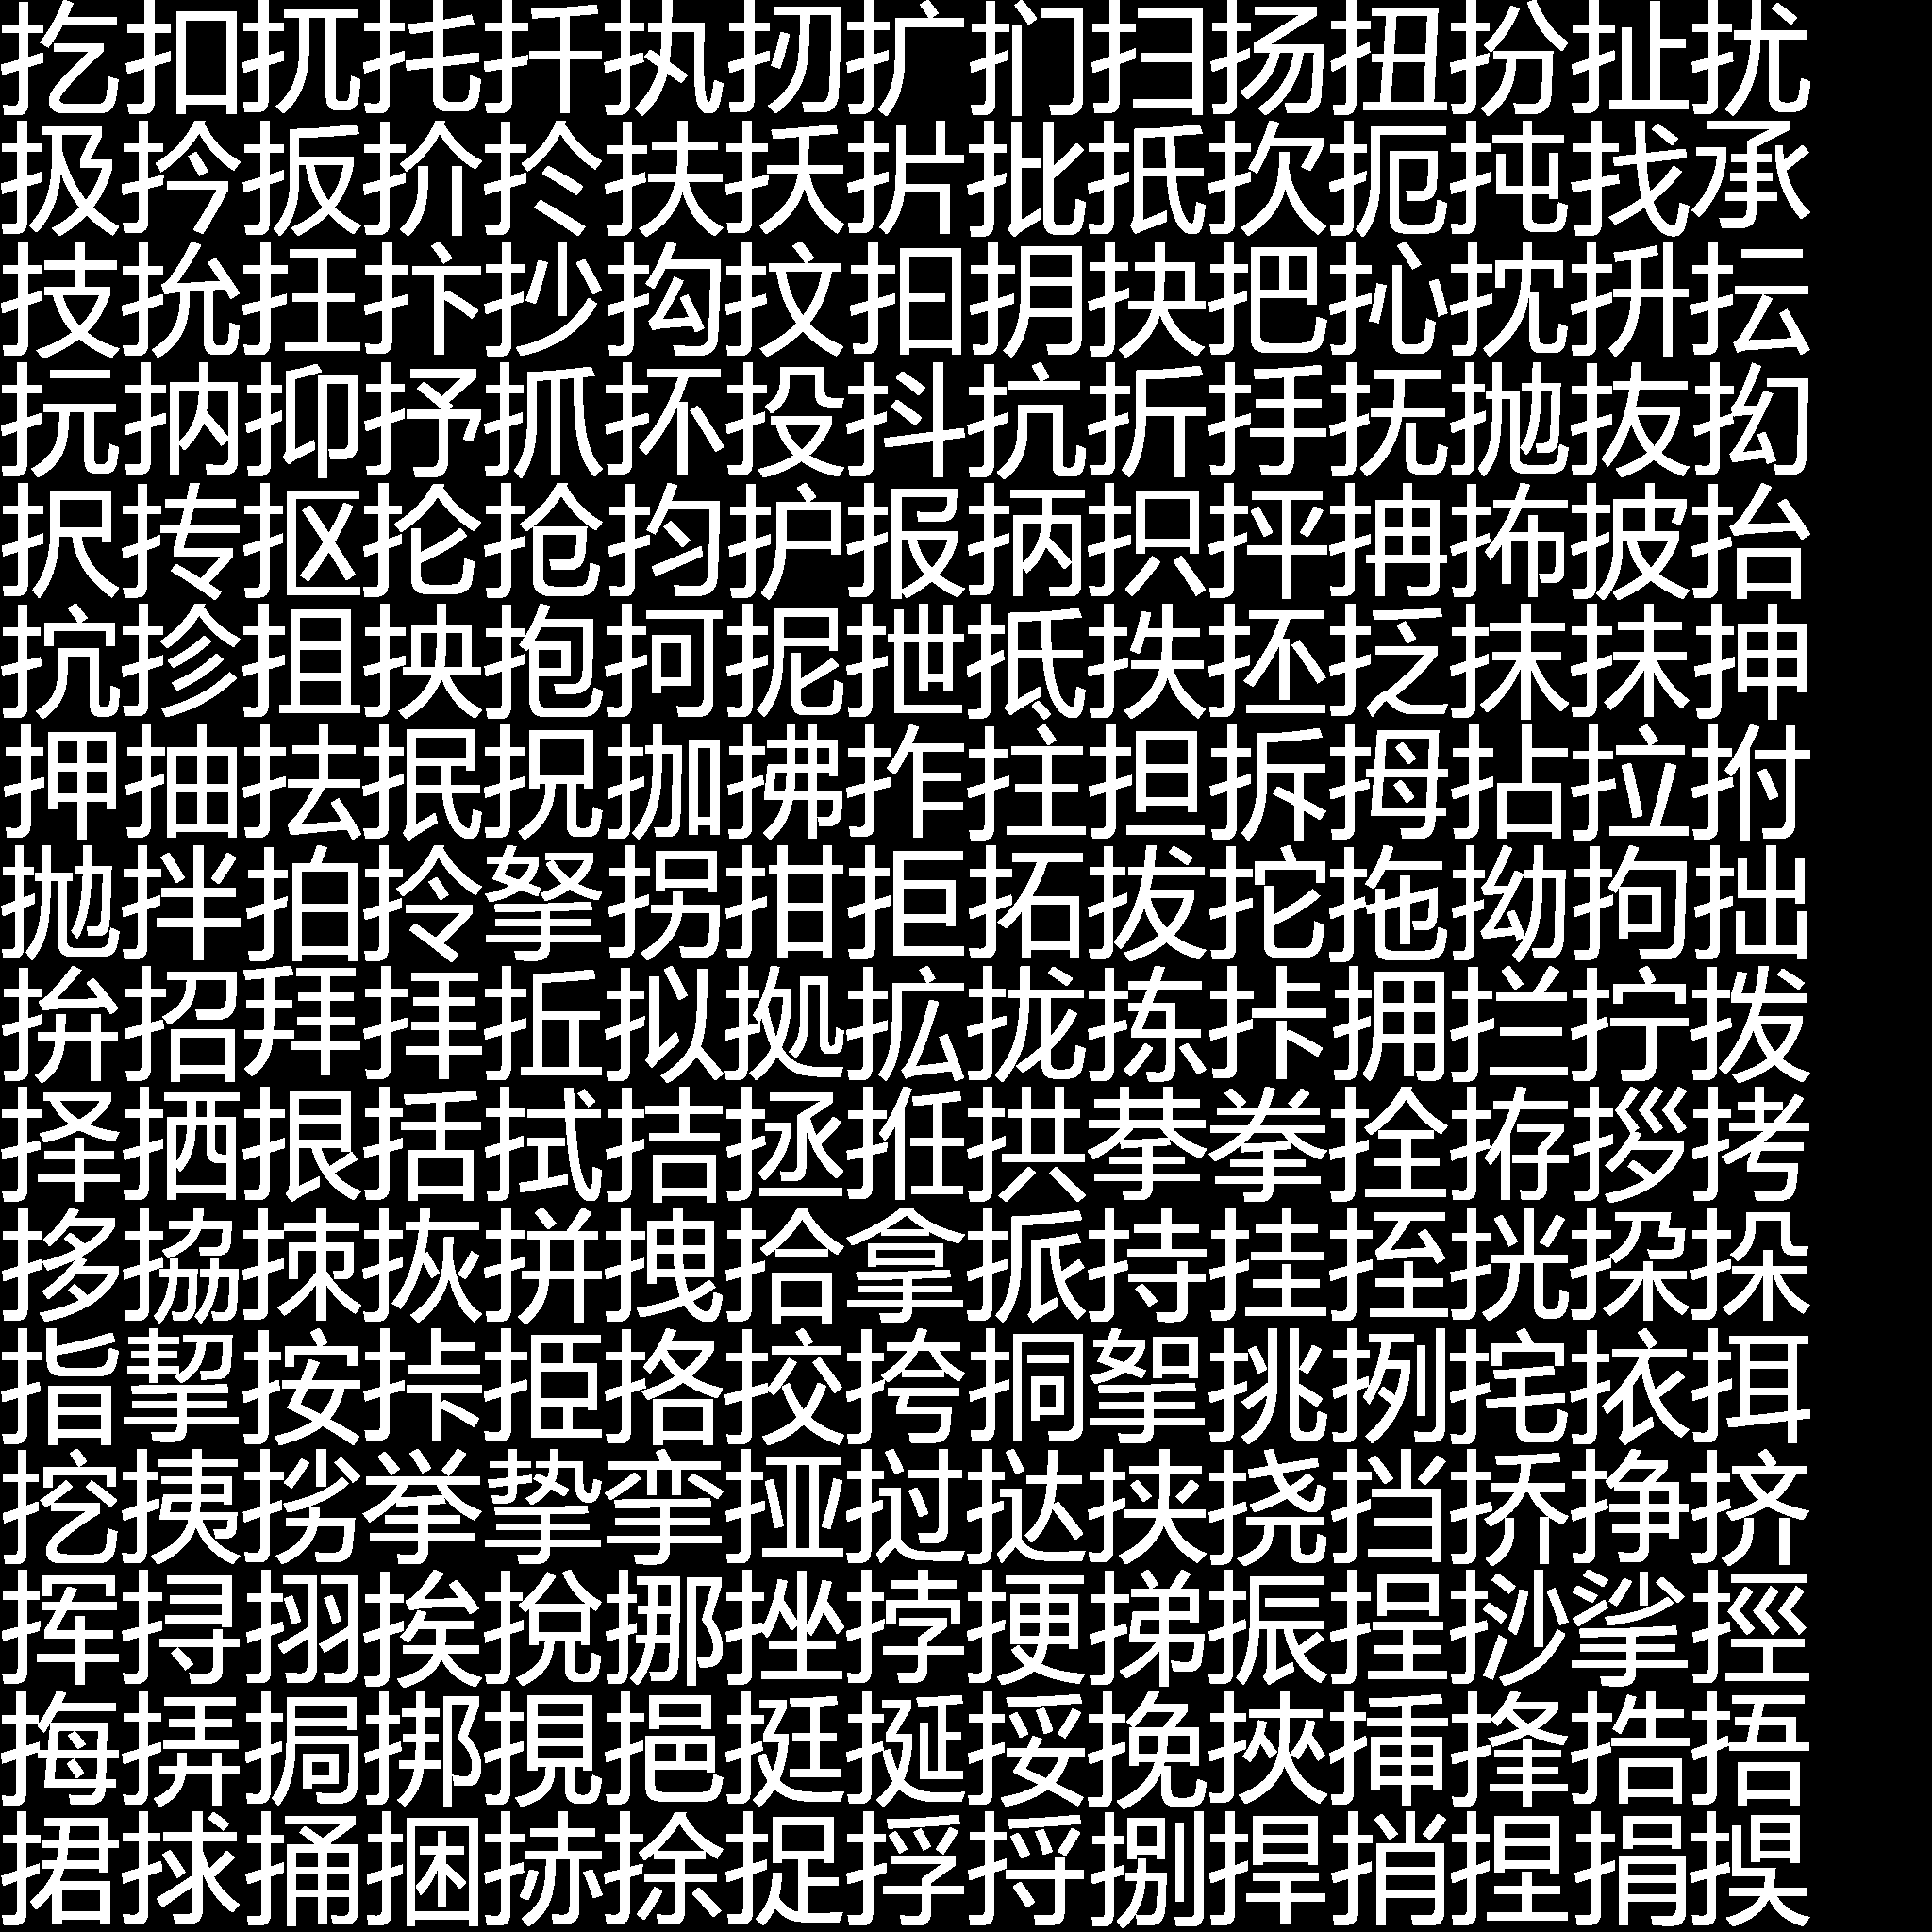 扢扣扤扥扦执扨扩扪扫扬扭扮扯扰
扱扲扳扴扵扶扷扸批扺扻扼扽找承
技抁抂抃抄抅抆抇抈抉把抋抌抍抎
抏抐抑抒抓抔投抖抗折抙抚抛抜抝
択抟抠抡抢抣护报抦抧抨抩抪披抬
抭抮抯抰抱抲抳抴抵抶抷抸抹抺抻
押抽抾抿拀拁拂拃拄担拆拇拈拉拊
拋拌拍拎拏拐拑拒拓拔拕拖拗拘拙
拚招拜拝拞拟拠拡拢拣拤拥拦拧拨
择拪拫括拭拮拯拰拱拲拳拴拵拶拷
拸拹拺拻拼拽拾拿挀持挂挃挄挅挆
指挈按挊挋挌挍挎挏挐挑挒挓挔挕
挖挗挘挙挚挛挜挝挞挟挠挡挢挣挤
挥挦挧挨挩挪挫挬挭挮振挰挱挲挳
挴挵挶挷挸挹挺挻挼挽挾挿捀捁捂
捃捄捅捆捇捈捉捊捋捌捍捎捏捐捑